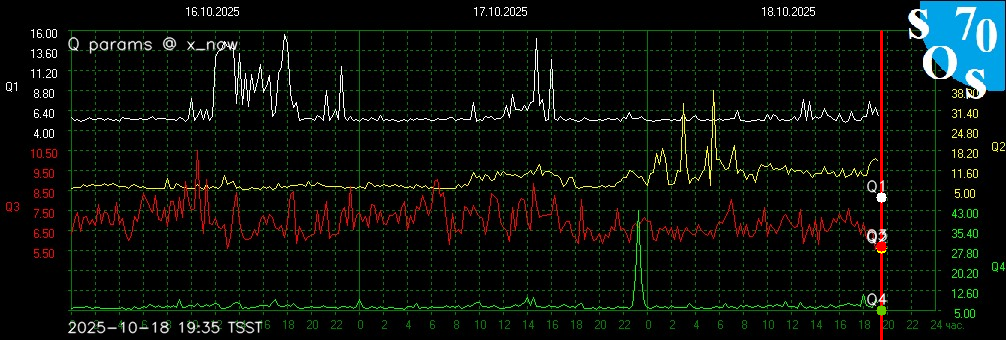 16.10.2025 17.10.2025 18.10.2025
S 70
O
S
Q params @ x_now
16.00
13.60
11.20
8.80
6.40
4.00
Q1
10.50
9.50
8.50
7.50
6.50
5.50
Q3
31.40
24.80
18.20
11.60
5.00
Q2
43.00
35.40
27.80
20.20
12.60
5.00
Q4
Q1
Q4
2025-10-18 19:35 TSST
18 20 22 0 2 4 6 8 10 12 14 16 18 20 22 0 2 4 6 8 10 12 14 16 18 20 22 24 час.